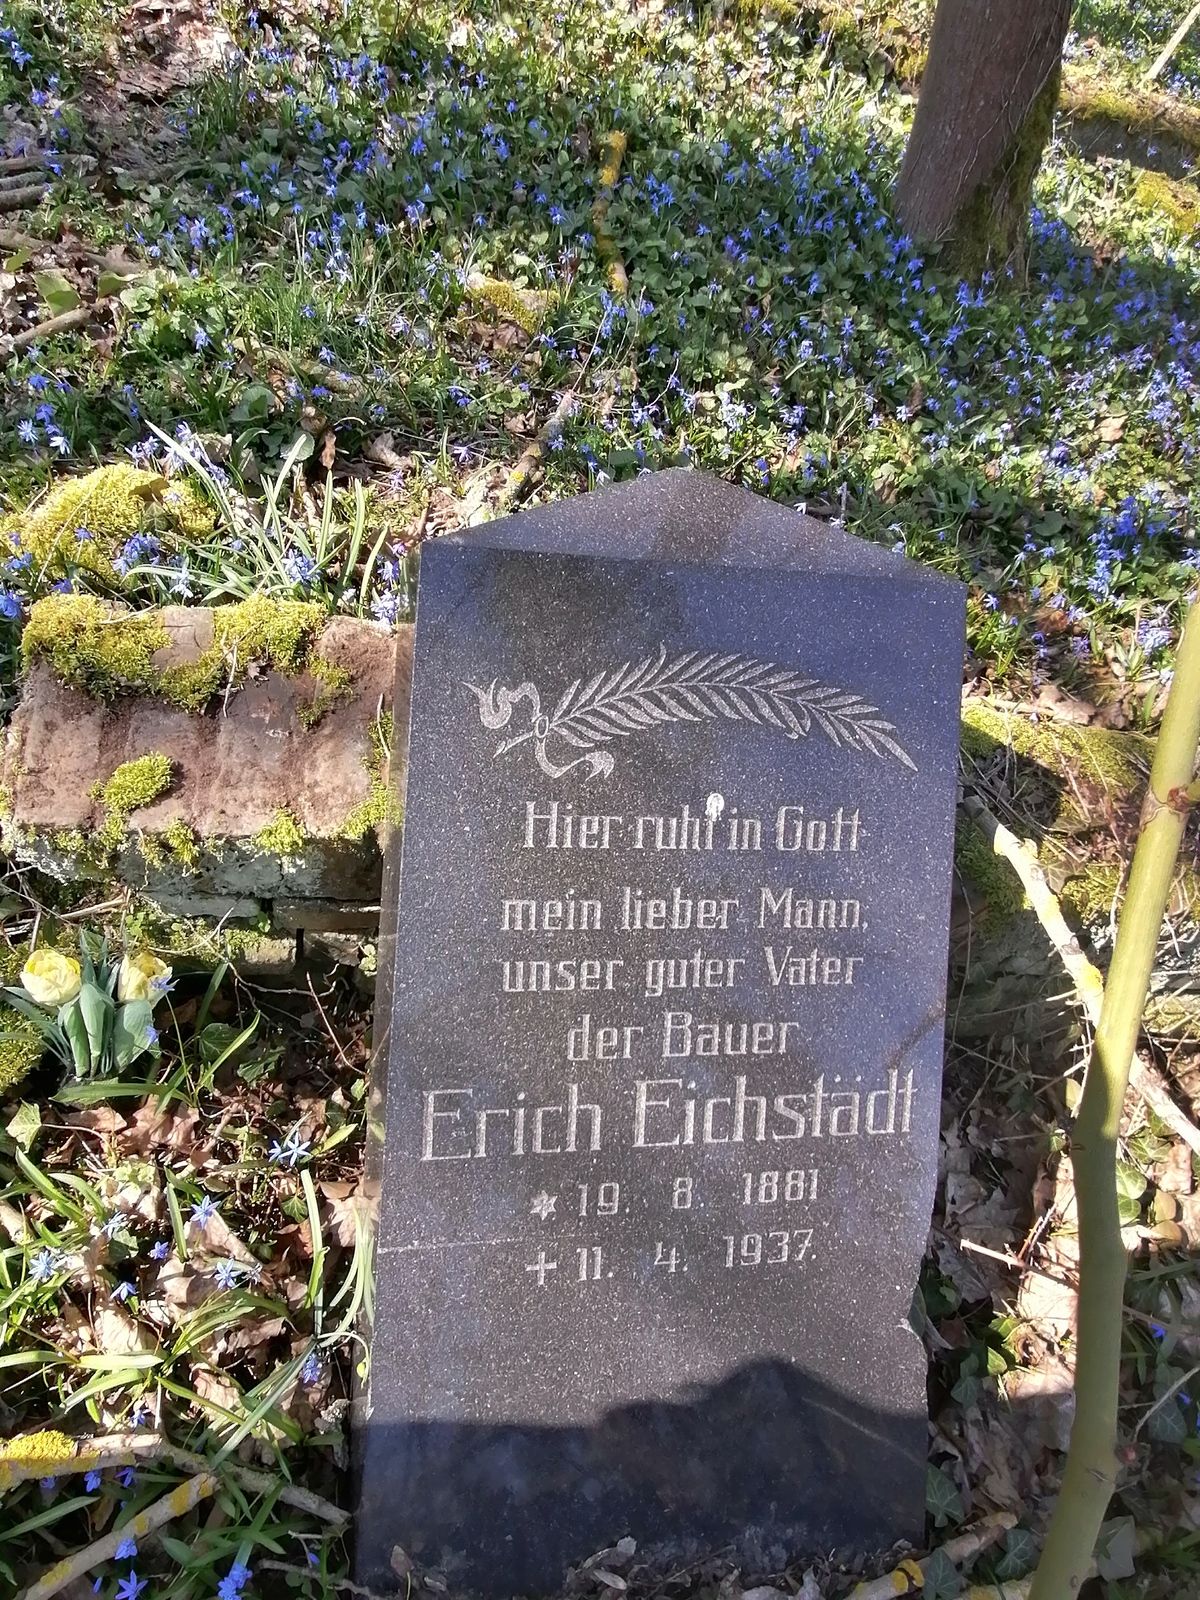 Hier ruht in Gott
mein lieber Mann,
unser guter Vater
der Bauer
Erich Eichstädt
* 19. 8. 1881
+ 11. 4. 1937.